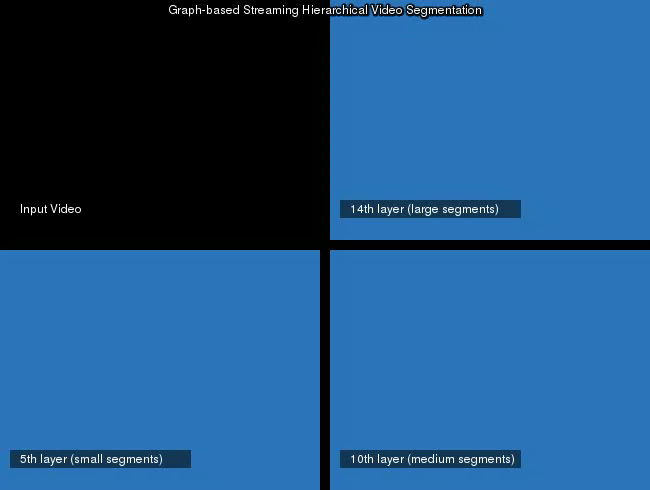 Graph-based Streaming Hierarchical Video Segmentation
Input Video
14th layer (large segments)
5th layer (small segments)
10th layer (medium segments)